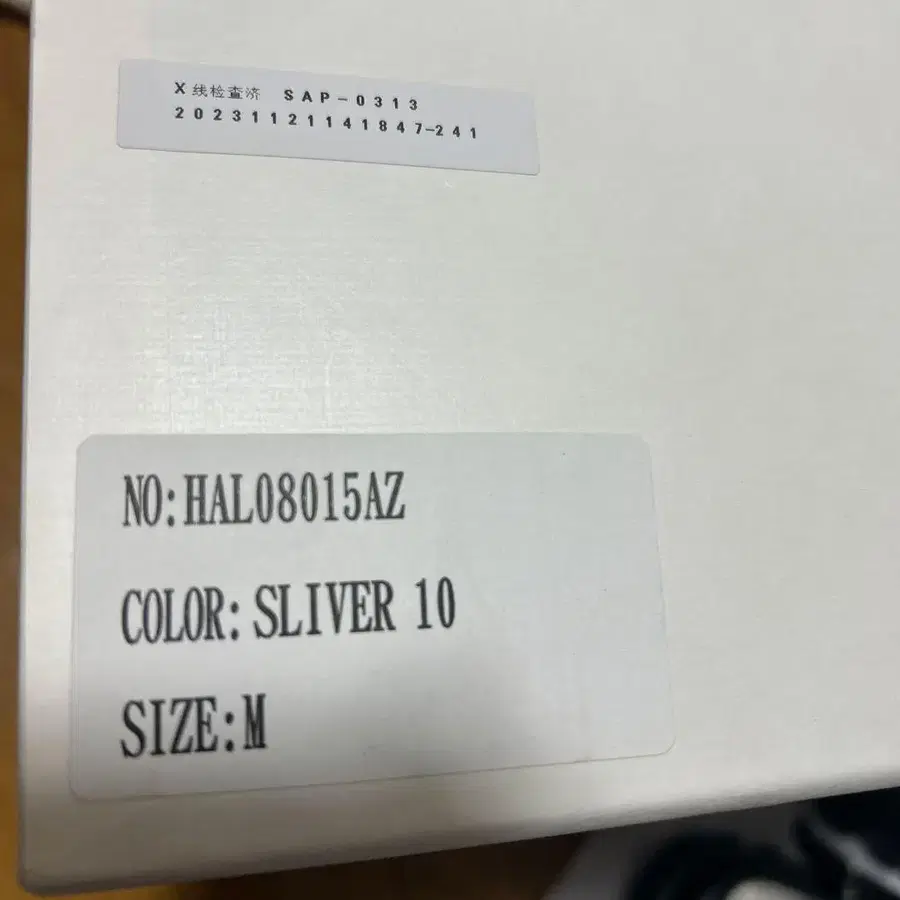 X线检查済 SAP-0313
20231121141847-241
NO:HAL08015AZ
COLOR: SLIVER 10
SIZE:M